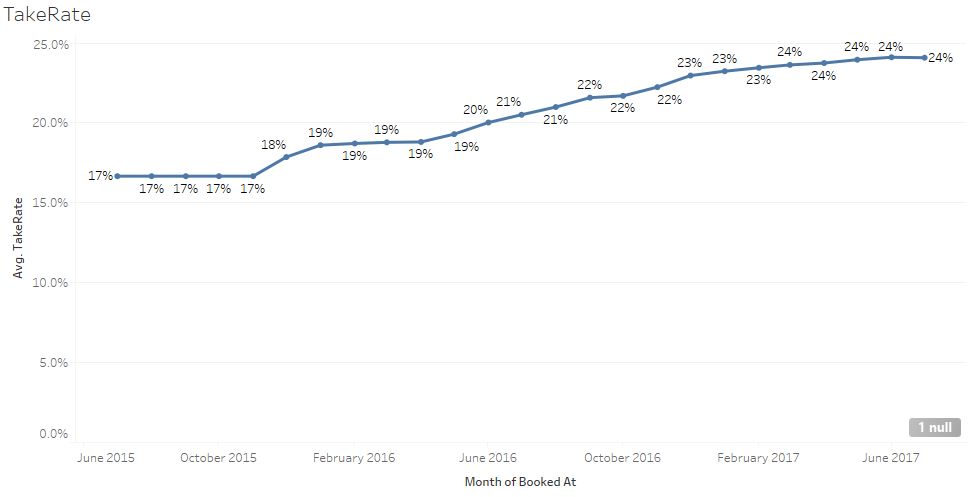 TakeRate
25.0%
20.0%
15.0%
10.0%
5.0%
0.0%
Avg. TakeRate
17%
17%
17%
17%
17%
18%
19%
19%
19%
19%
19%
20%
21%
21%
22%
22%
22%
23%
23%
23%
24%
24%
24%
24%
24%
1 null
June 2015
October 2015
February 2016
June 2016
October 2016
February 2017
June 2017
Month of Booked At